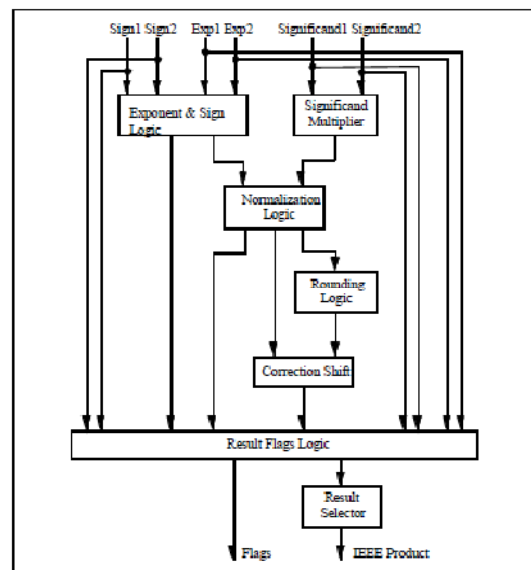 Sign1 Sign2 Exp1 Exp2 Significand1 Significand2
Exponent & Sign
Logic
Significand
Multiplier
Normalization
Logic
Rounding
Logic
Correction Shift
Result Flags Logic
Result
Selector
Flags
IEEE Product